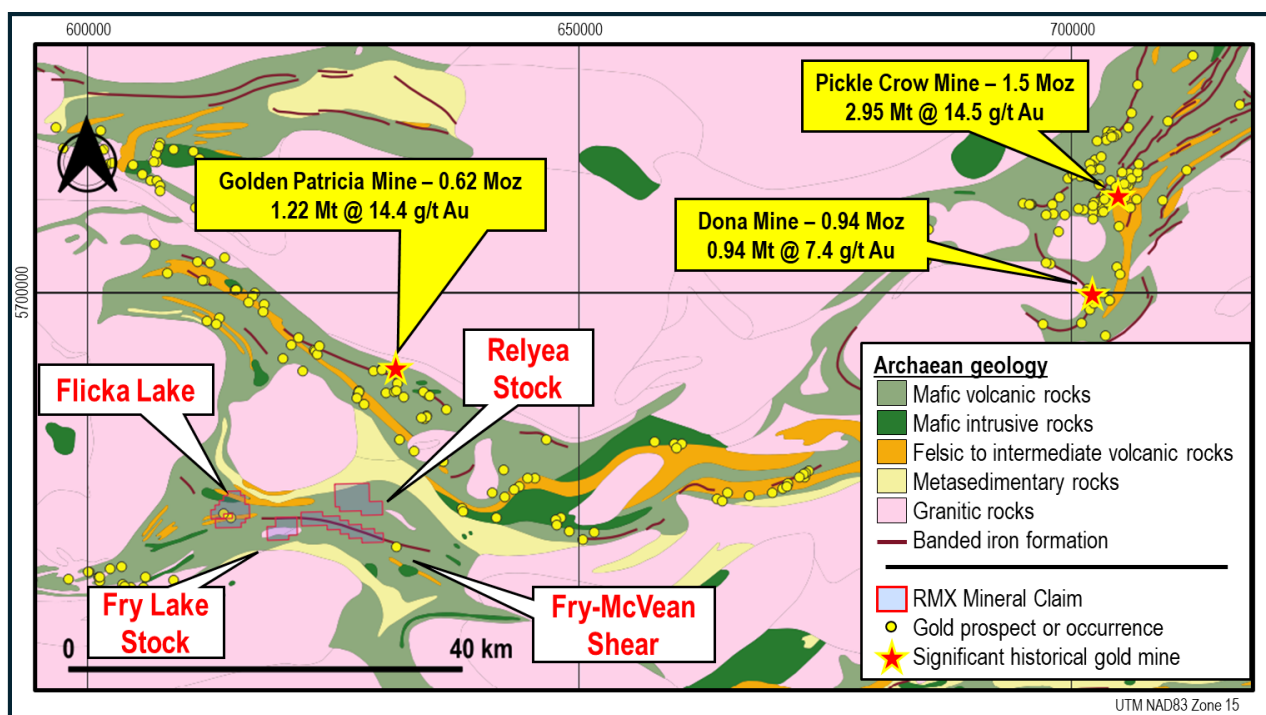 600000
650000
700000
5700000
Pickle Crow Mine – 1.5 Moz
2.95 Mt @ 14.5 g/t Au
Golden Patricia Mine – 0.62 Moz
1.22 Mt @ 14.4 g/t Au
Dona Mine – 0.94 Moz
0.94 Mt @ 7.4 g/t Au
Flicka Lake
Relyea
Stock
Fry Lake
Stock
Fry-McVean
Shear
0
40 km
Archaean geology
Mafic volcanic rocks
Mafic intrusive rocks
Felsic to intermediate volcanic rocks
Metasedimentary rocks
Granitic rocks
Banded iron formation
RMX Mineral Claim
Gold prospect or occurrence
Significant historical gold mine
UTM NAD83 Zone 15